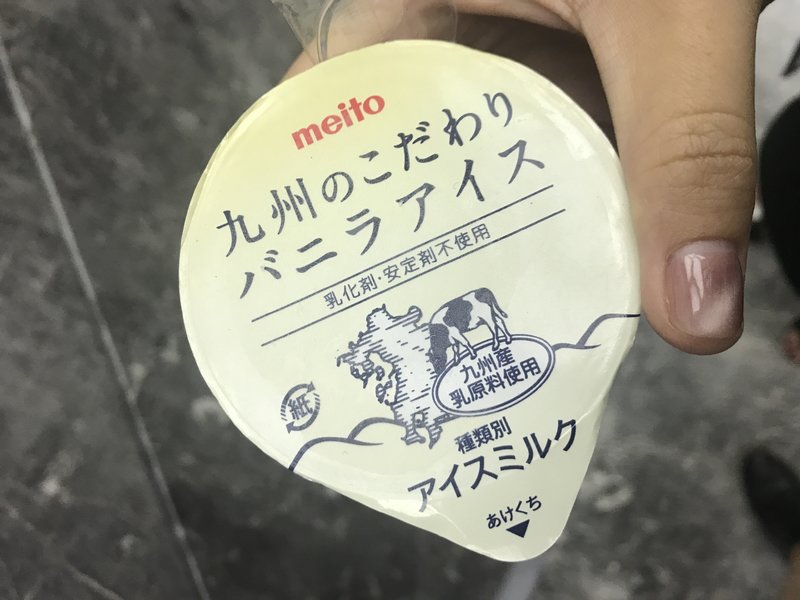 meito
九州のこだわり
バニラアイス
乳化剤・安定剤不使用
九州産
乳原料使用
紙
種類別
アイスミルク
あけくち